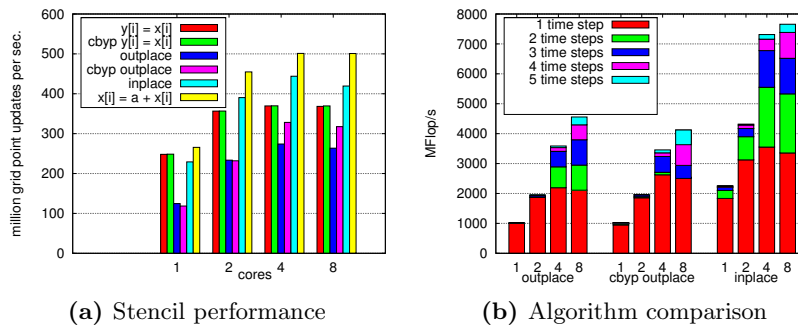 million grid point updates per sec.
600
500
400
300
200
100
0
y[i] = x[i]
cbyp y[i] = x[i]
outplace
cbyp outplace
inplace
x[i] = a + x[i]
1 2 4 8
cores
(a) Stencil performance
MFlop/s
8000
7000
6000
5000
4000
3000
2000
1000
0
1 time step
2 time steps
3 time steps
4 time steps
5 time steps
1 2 4 8 1 2 4 8 1 2 4 8
outplace cbyp outplace inplace
(b) Algorithm comparison